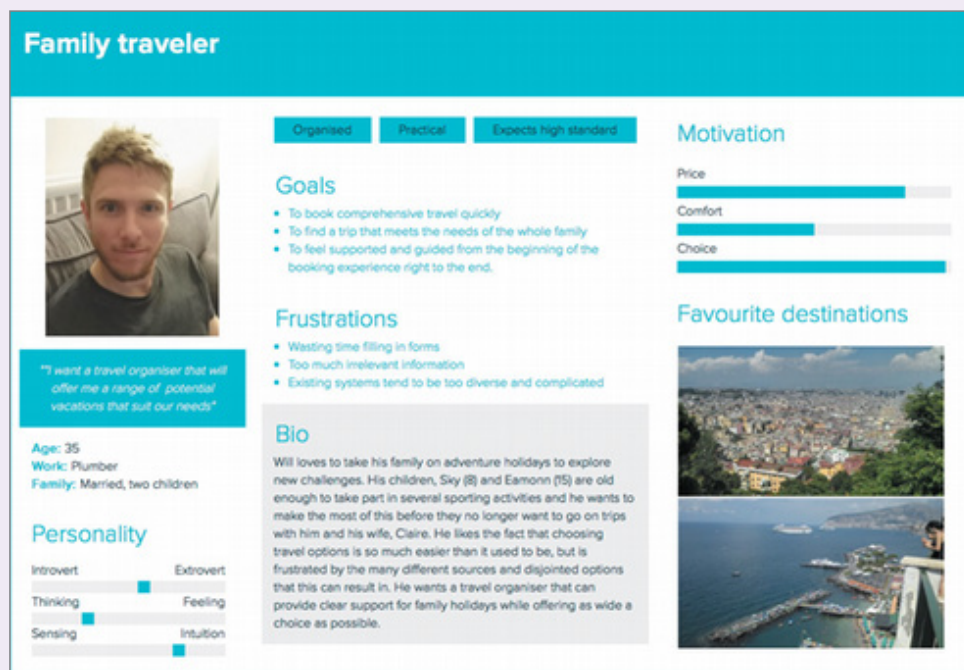 Family traveler
"I want a travel organiser that will
offer me a range of potential
vacations that suit our needs"
Age: 35
Work: Plumber
Family: Married, two children
Personality
Introvert Extrovert
Thinking Feeling
Sensing Intuition
Organised Practical Expects high standard
Goals
• To book comprehensive travel quickly
• To find a trip that meets the needs of the whole family
• To feel supported and guided from the beginning of the
booking experience right to the end.
Frustrations
• Wasting time filling in forms
• Too much irrelevant information
• Existing systems tend to be too diverse and complicated
Bio
Will loves to take his family on adventure holidays to explore
new challenges. His children, Sky (8) and Eamonn (15) are old
enough to take part in several sporting activities and he wants to
make the most of this before they no longer want to go on trips
with him and his wife, Claire. He likes the fact that choosing
travel options is so much easier than it used to be, but is
frustrated by the many different sources and disjointed options
that this can result in. He wants a travel organiser that can
provide clear support for family holidays while offering as wide a
choice as possible.
Motivation
Price
Comfort
Choice
Favourite destinations